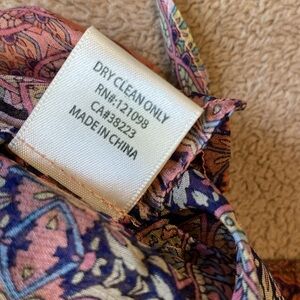 DRY CLEAN ONLY
RN#:121098
CA#38223
MADE IN CHINA